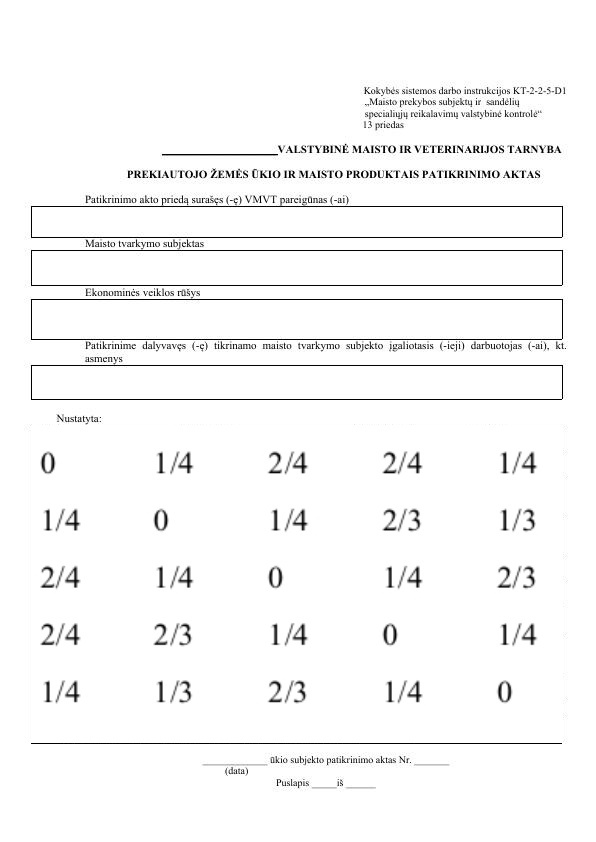 Kokybės sistemos darbo instrukcijos KT-2-2-5-D1
„Maisto prekybos subjektų ir sandėlių
specialiųjų reikalavimų valstybinė kontrolė“
13 priedas
____________________VALSTYBINĖ MAISTO IR VETERINARIJOS TARNYBA
PREKIAUTOJO ŽEMĖS ŪKIO IR MAISTO PRODUKTAIS PATIKRINIMO AKTAS
Patikrinimo akto priedą surašęs (-ę) VMVT pareigūnas (-ai)
Maisto tvarkymo subjektas
Ekonominės veiklos rūšys
Patikrinime dalyvavęs (-ę) tikrinamo maisto tvarkymo subjekto įgaliotasis (-ieji) darbuotojas (-ai), kt.
asmenys
Nustatyta:
0 1/4 2/4 2/4 1/4
1/4 0 1/4 2/3 1/3
2/4 1/4 0 1/4 2/3
2/4 2/3 1/4 0 1/4
1/4 1/3 2/3 1/4 0
_____________ ūkio subjekto patikrinimo aktas Nr. _______
(data)
Puslapis _____iš ______